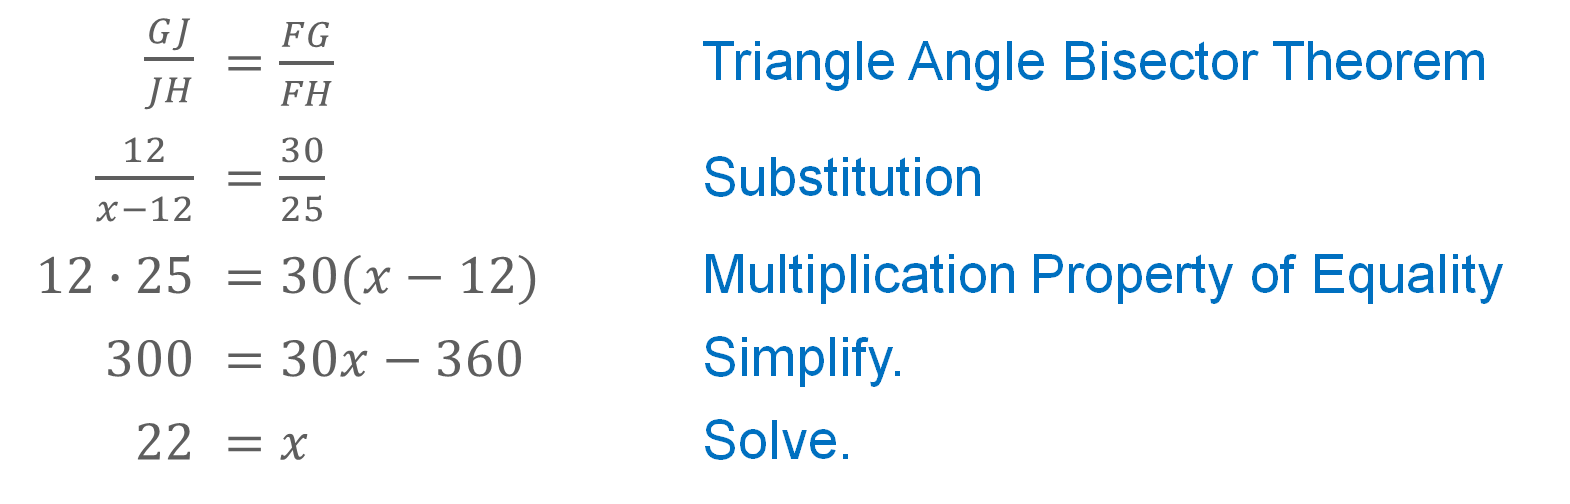 GJ/JH = FG/FH Triangle Angle Bisector Theorem
12/(x−12) = 30/25 Substitution
12 · 25 = 30(x − 12) Multiplication Property of Equality
300 = 30x − 360 Simplify.
22 = x Solve.